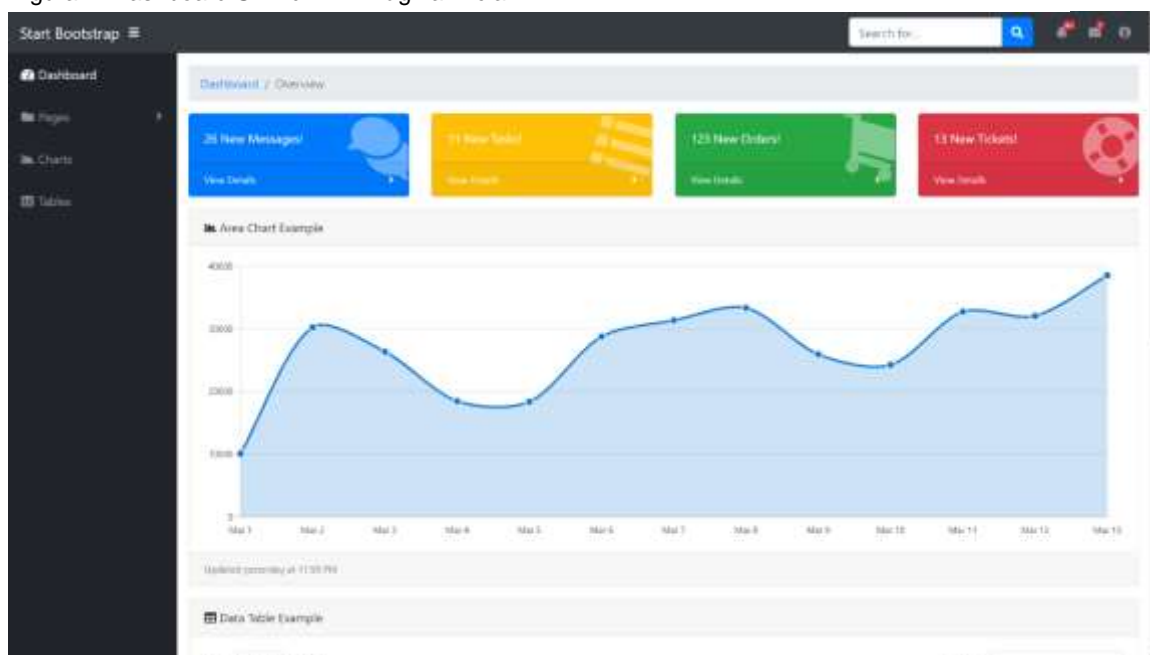 Start Bootstrap
Search for...
Dashboard
Pages
Charts
Tables
Dashboard / Overview
26 New Messages!
11 New Tasks!
123 New Orders!
13 New Tickets!
View Details
View Details
View Details
View Details
Area Chart Example
40000
30000
20000
10000
0
Mar 1
Mar 2
Mar 3
Mar 4
Mar 5
Mar 6
Mar 7
Mar 8
Mar 9
Mar 10
Mar 11
Mar 12
Mar 13
Updated yesterday at 11:59 PM
Data Table Example